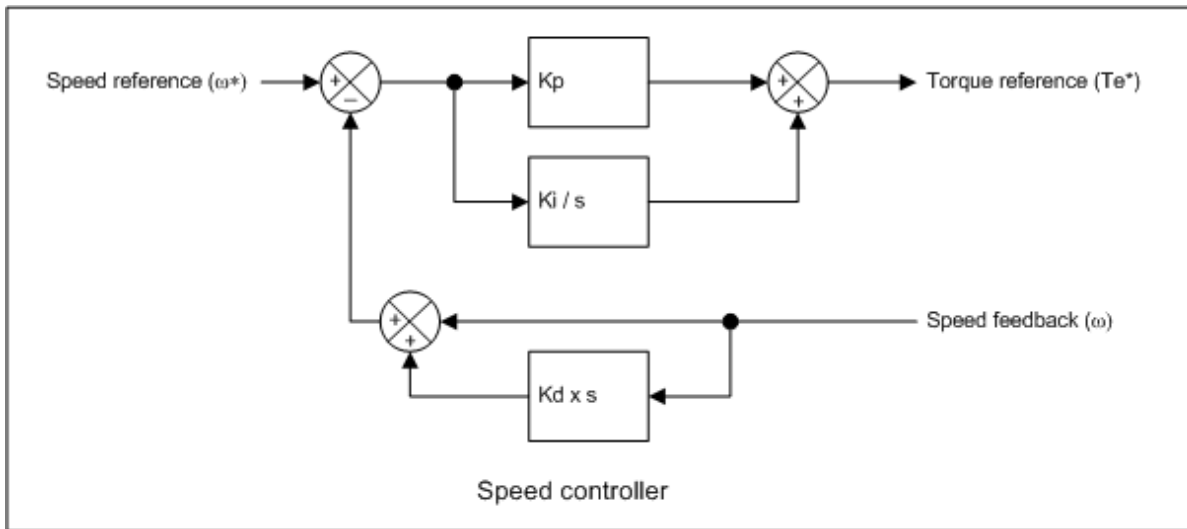 Speed reference (ω*)
+
−
Kp
+
+
Torque reference (Te*)
Ki / s
+
+
Speed feedback (ω)
Kd x s
Speed controller